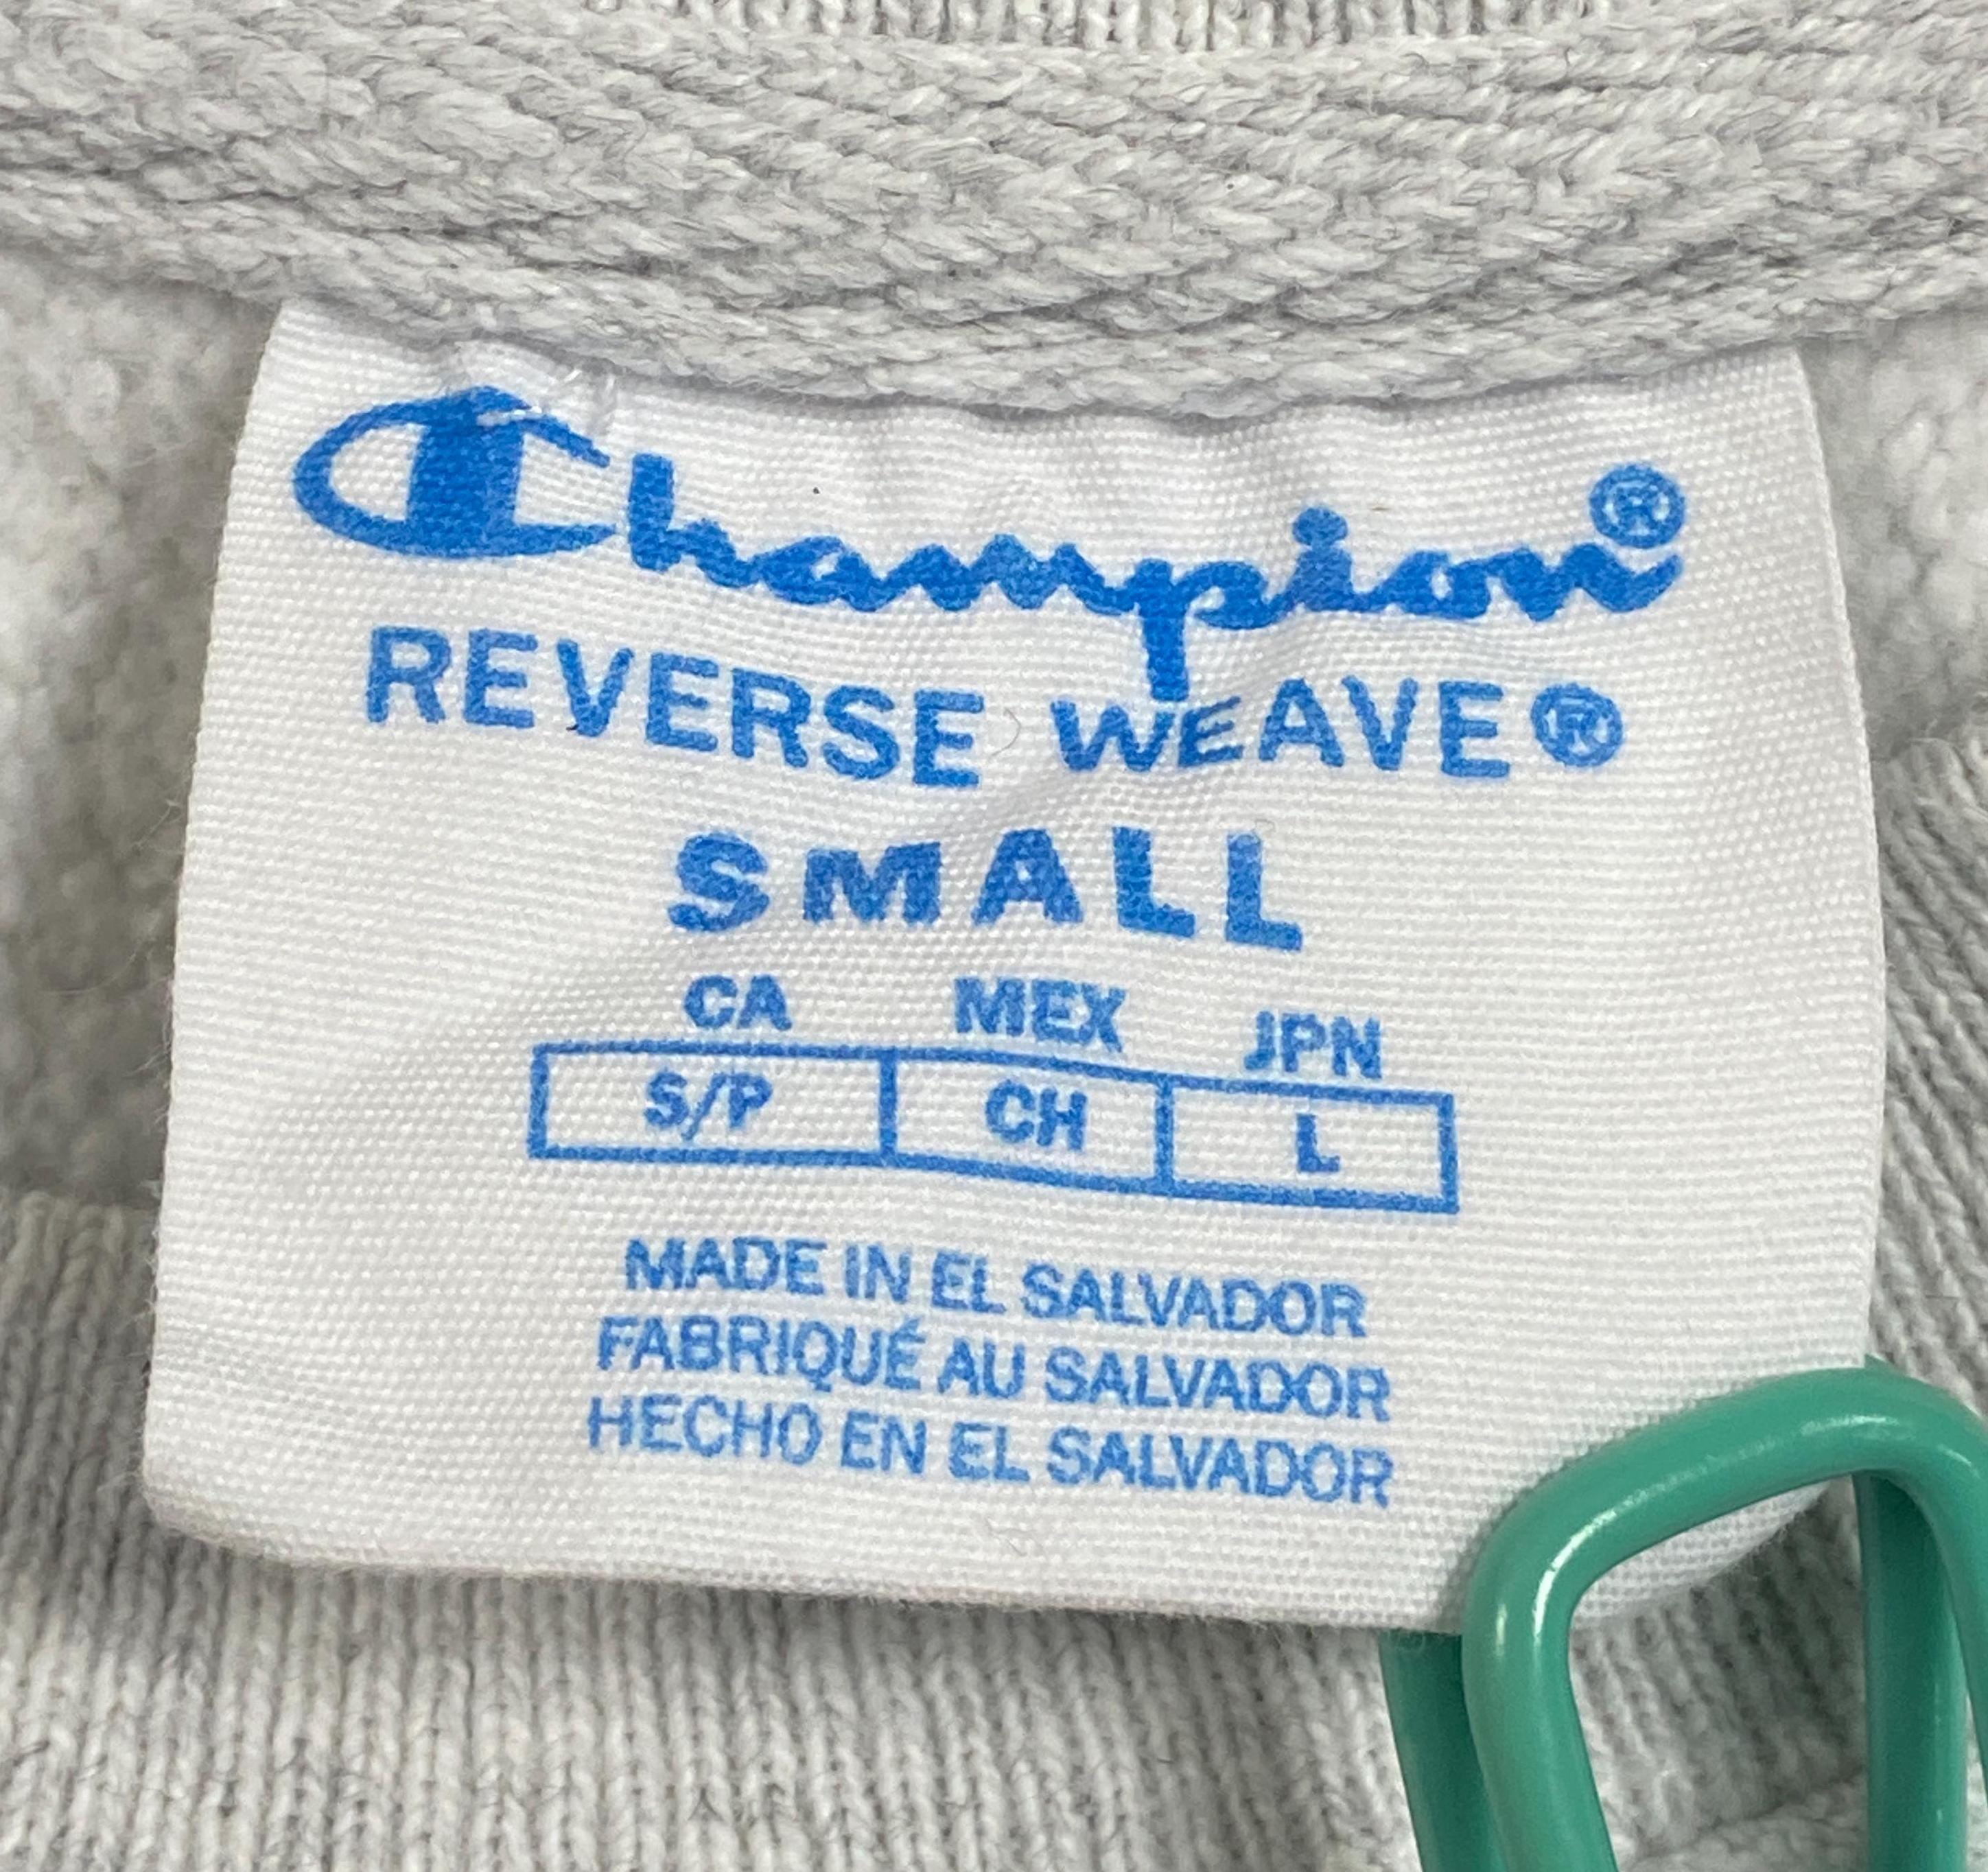 Champion®
REVERSE WEAVE®
SMALL
CA MEX JPN
S/P CH L
MADE IN EL SALVADOR
FABRIQUÉ AU SALVADOR
HECHO EN EL SALVADOR